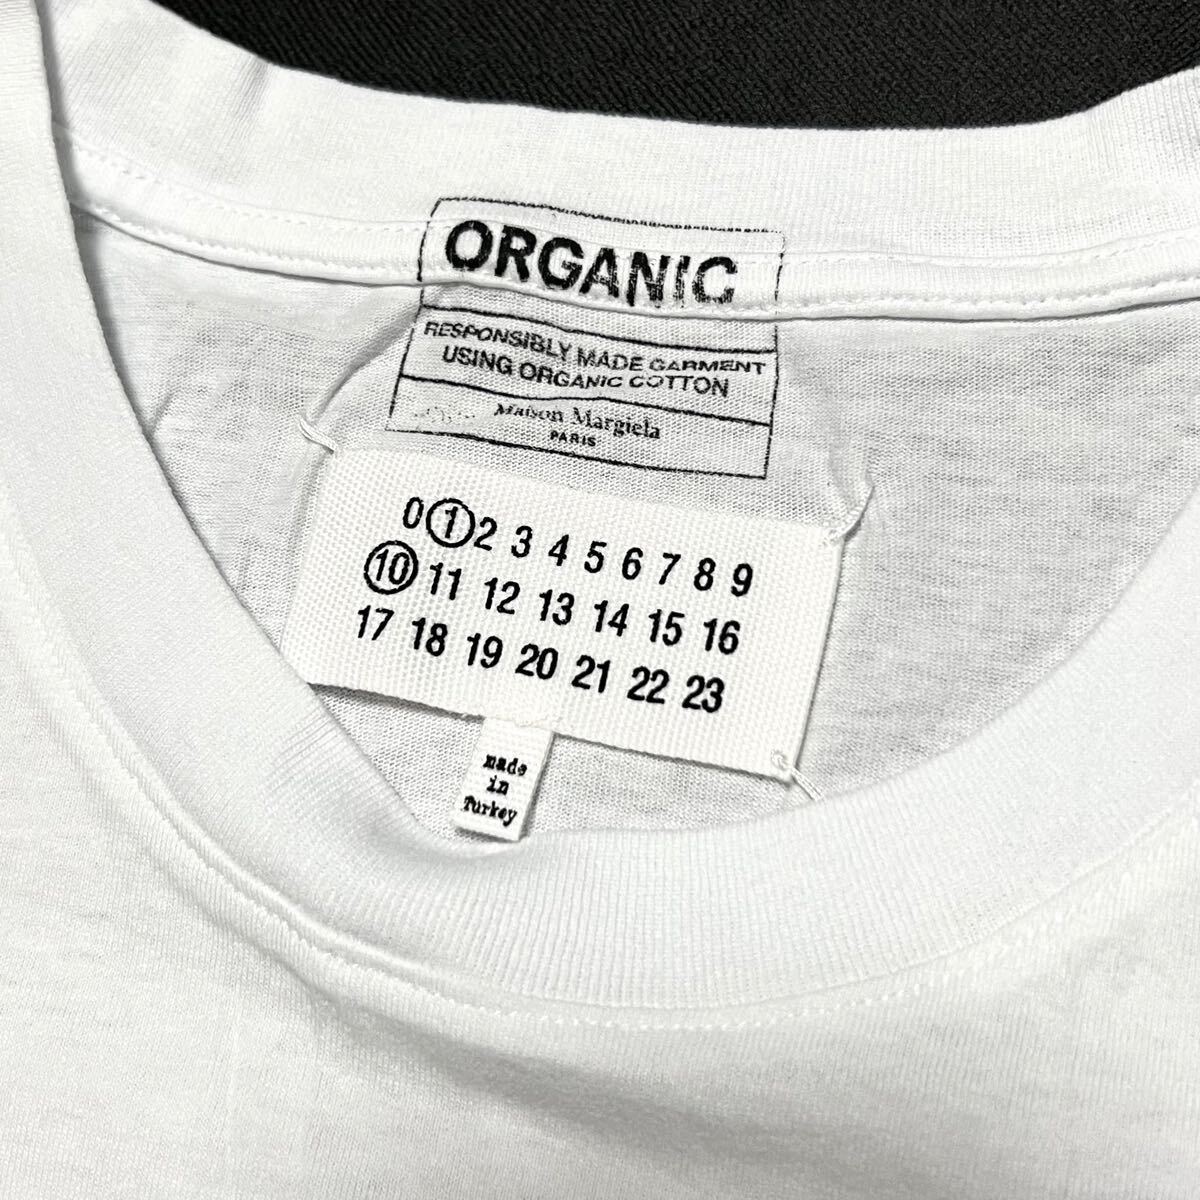 ORGANIC
RESPONSIBLY MADE GARMENT
USING ORGANIC COTTON
Maison Margiela
PARIS
0 1 2 3 4 5 6 7 8 9
10 11 12 13 14 15 16
17 18 19 20 21 22 23
made
in
Turkey